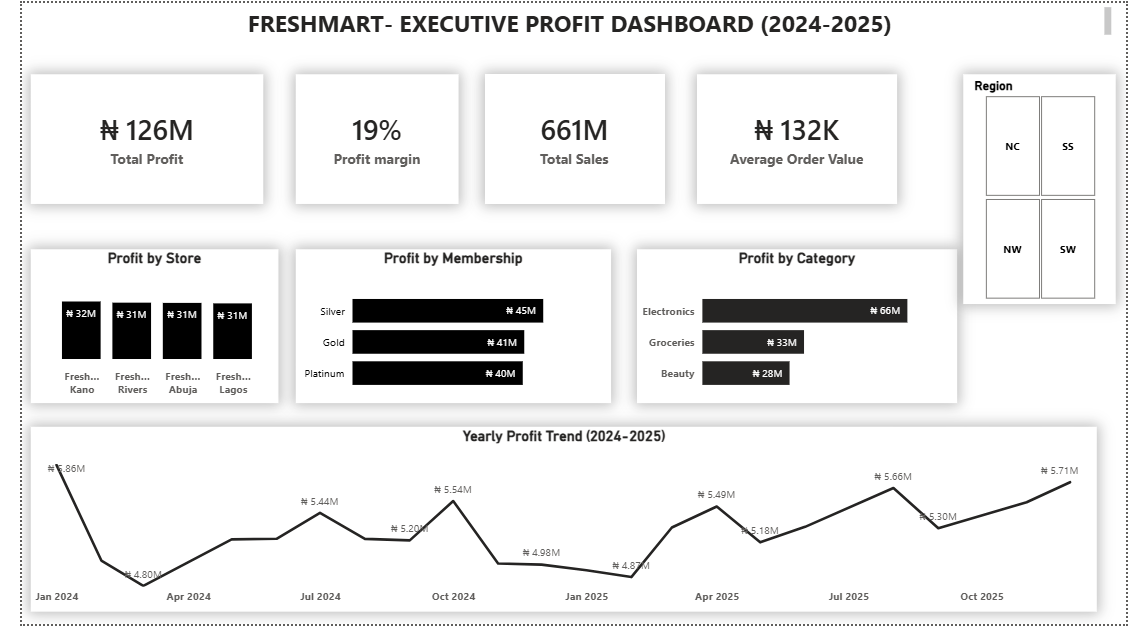 FRESHMART- EXECUTIVE PROFIT DASHBOARD (2024-2025)
₦ 126M
Total Profit
19%
Profit margin
661M
Total Sales
₦ 132K
Average Order Value
Region
NC
SS
NW
SW
Profit by Store
₦ 32M
₦ 31M
₦ 31M
₦ 31M
Fresh... Kano
Fresh... Rivers
Fresh... Abuja
Fresh... Lagos
Profit by Membership
Silver ₦ 45M
Gold ₦ 41M
Platinum ₦ 40M
Profit by Category
Electronics ₦ 66M
Groceries ₦ 33M
Beauty ₦ 28M
Yearly Profit Trend (2024-2025)
₦ 5.86M
₦ 4.80M
₦ 5.44M
₦ 5.20M
₦ 5.54M
₦ 4.98M
₦ 4.87M
₦ 5.49M
₦ 5.18M
₦ 5.66M
₦ 5.30M
₦ 5.71M
Jan 2024
Apr 2024
Jul 2024
Oct 2024
Jan 2025
Apr 2025
Jul 2025
Oct 2025